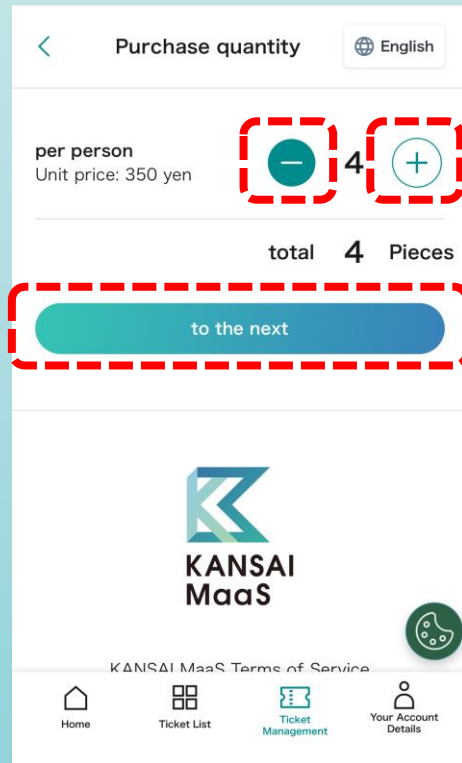 Purchase quantity
English
per person
Unit price: 350 yen
4
total 4 Pieces
to the next
KANSAI
MaaS
KANSAI MaaS Terms of Service
Home
Ticket List
Ticket
Management
Your Account
Details